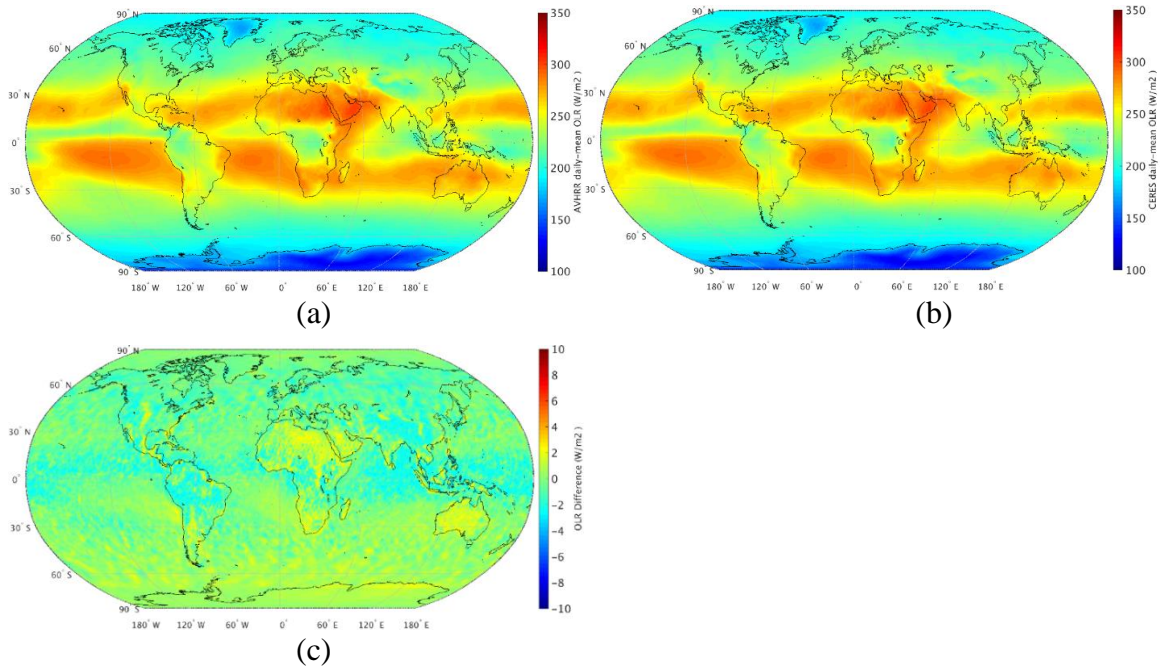 90° N
60° N
30° N
0°
30° S
60° S
90° S
180° W 120° W 60° W 0° 60° E 120° E 180° E
350
300
250
200
150
100
AVHRR daily-mean OLR (W/m2)
(a)
90° N
60° N
30° N
0°
30° S
60° S
90° S
180° W 120° W 60° W 0° 60° E 120° E 180° E
350
300
250
200
150
100
CERES daily-mean OLR (W/m2)
(b)
90° N
60° N
30° N
0°
30° S
60° S
90° S
180° W 120° W 60° W 0° 60° E 120° E 180° E
10
8
6
4
2
0
−2
−4
−6
−8
−10
OLR Difference (W/m2)
(c)